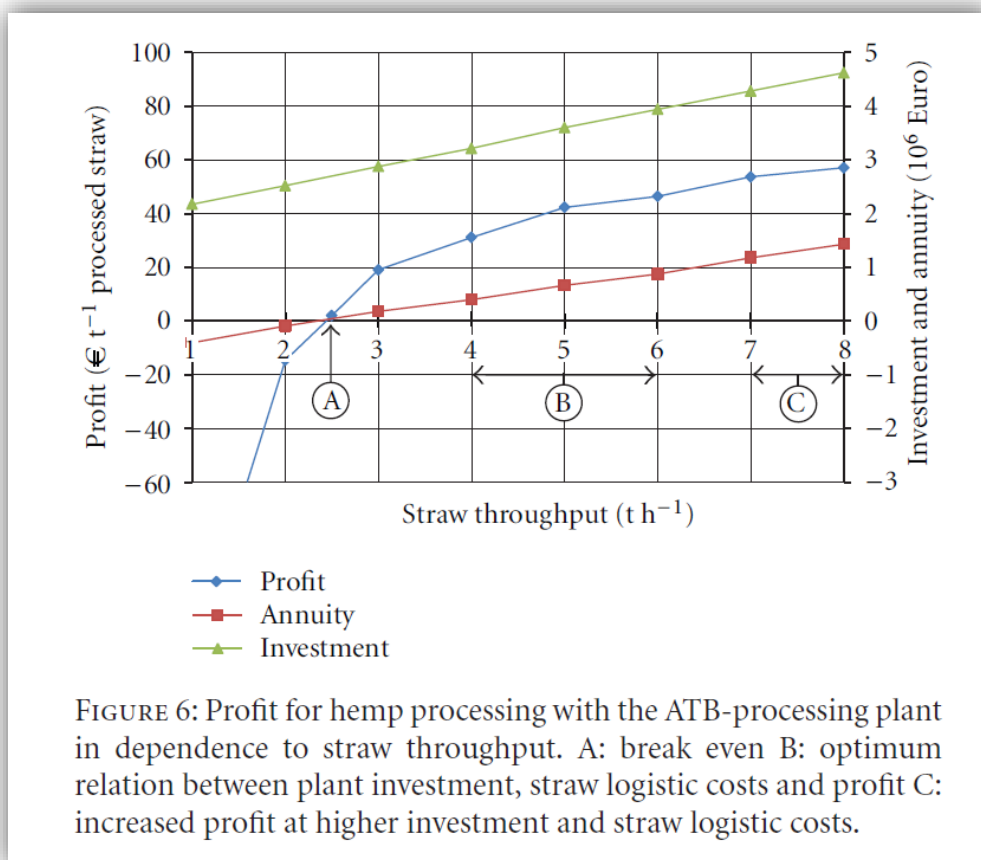 100
80
60
40
20
0
−20
−40
−60
Profit (€ t−1 processed straw)
5
4
3
2
1
0
−1
−2
−3
Investment and annuity (10⁶ Euro)
1 2 3 4 5 6 7 8
A B C
Straw throughput (t h−1)
Profit
Annuity
Investment
FIGURE 6: Profit for hemp processing with the ATB-processing plant
in dependence to straw throughput. A: break even B: optimum
relation between plant investment, straw logistic costs and profit C:
increased profit at higher investment and straw logistic costs.